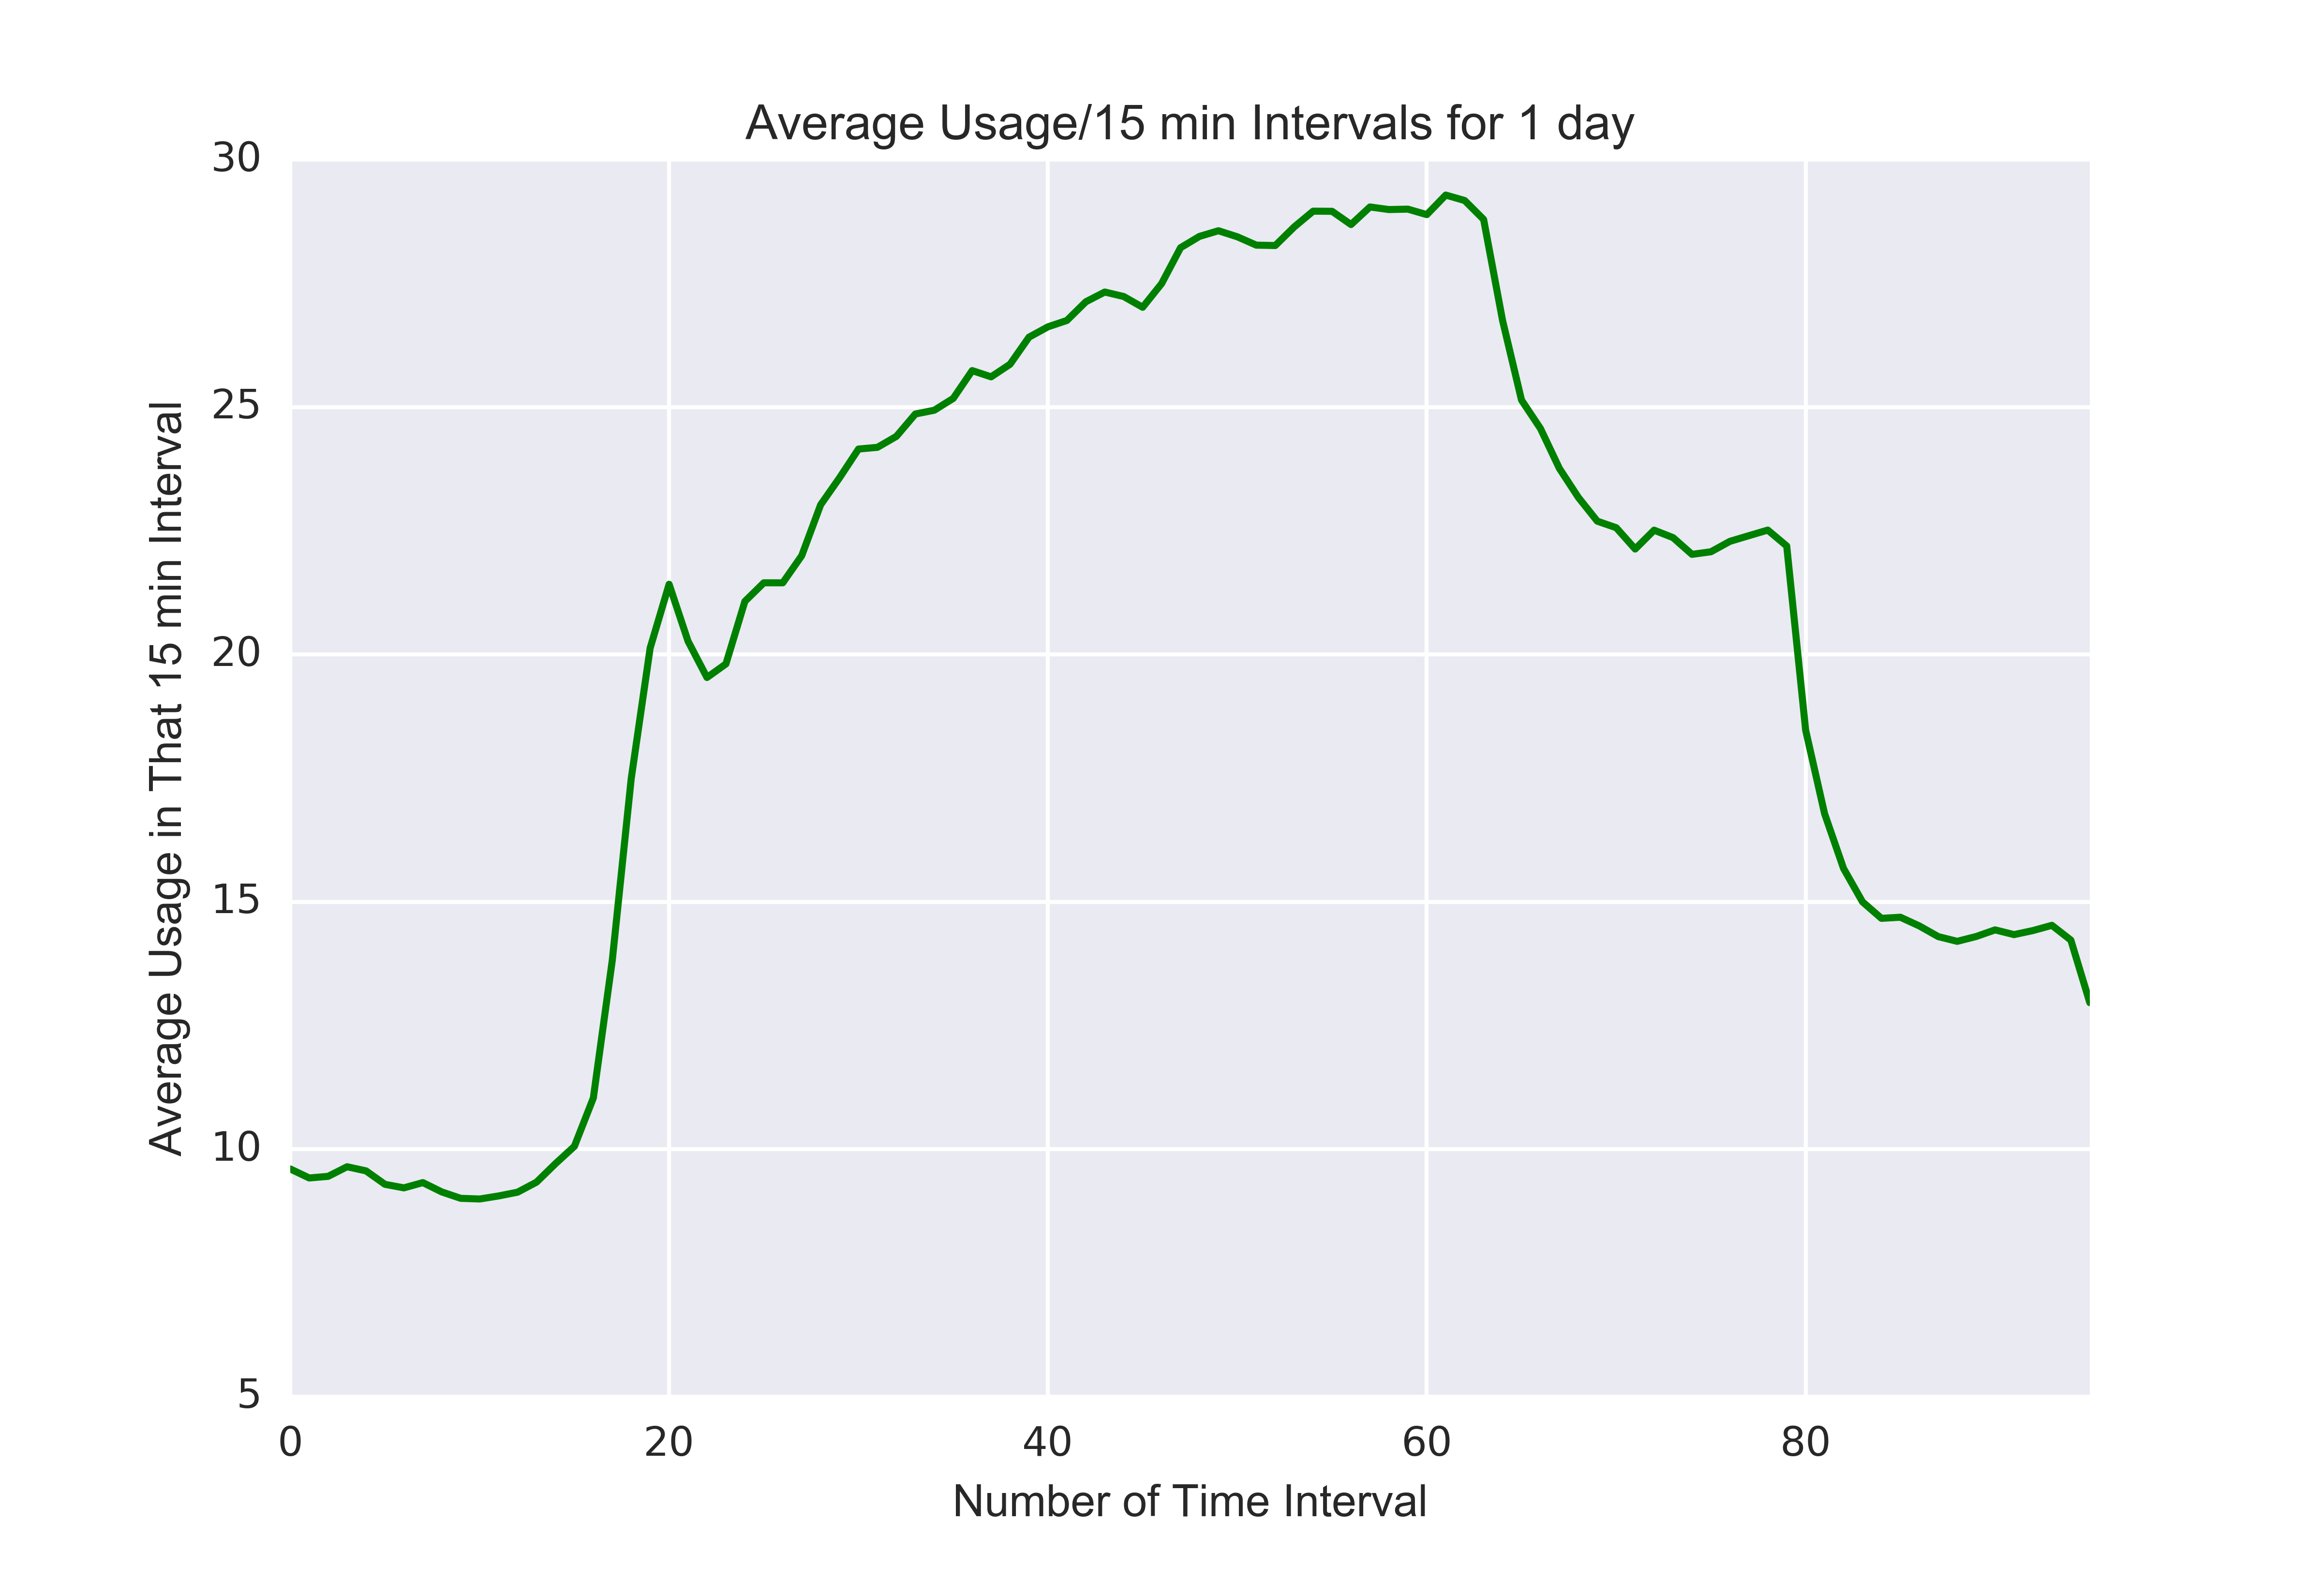 Average Usage/15 min Intervals for 1 day
Average Usage in That 15 min Interval
30
25
20
15
10
5
0 20 40 60 80
Number of Time Interval